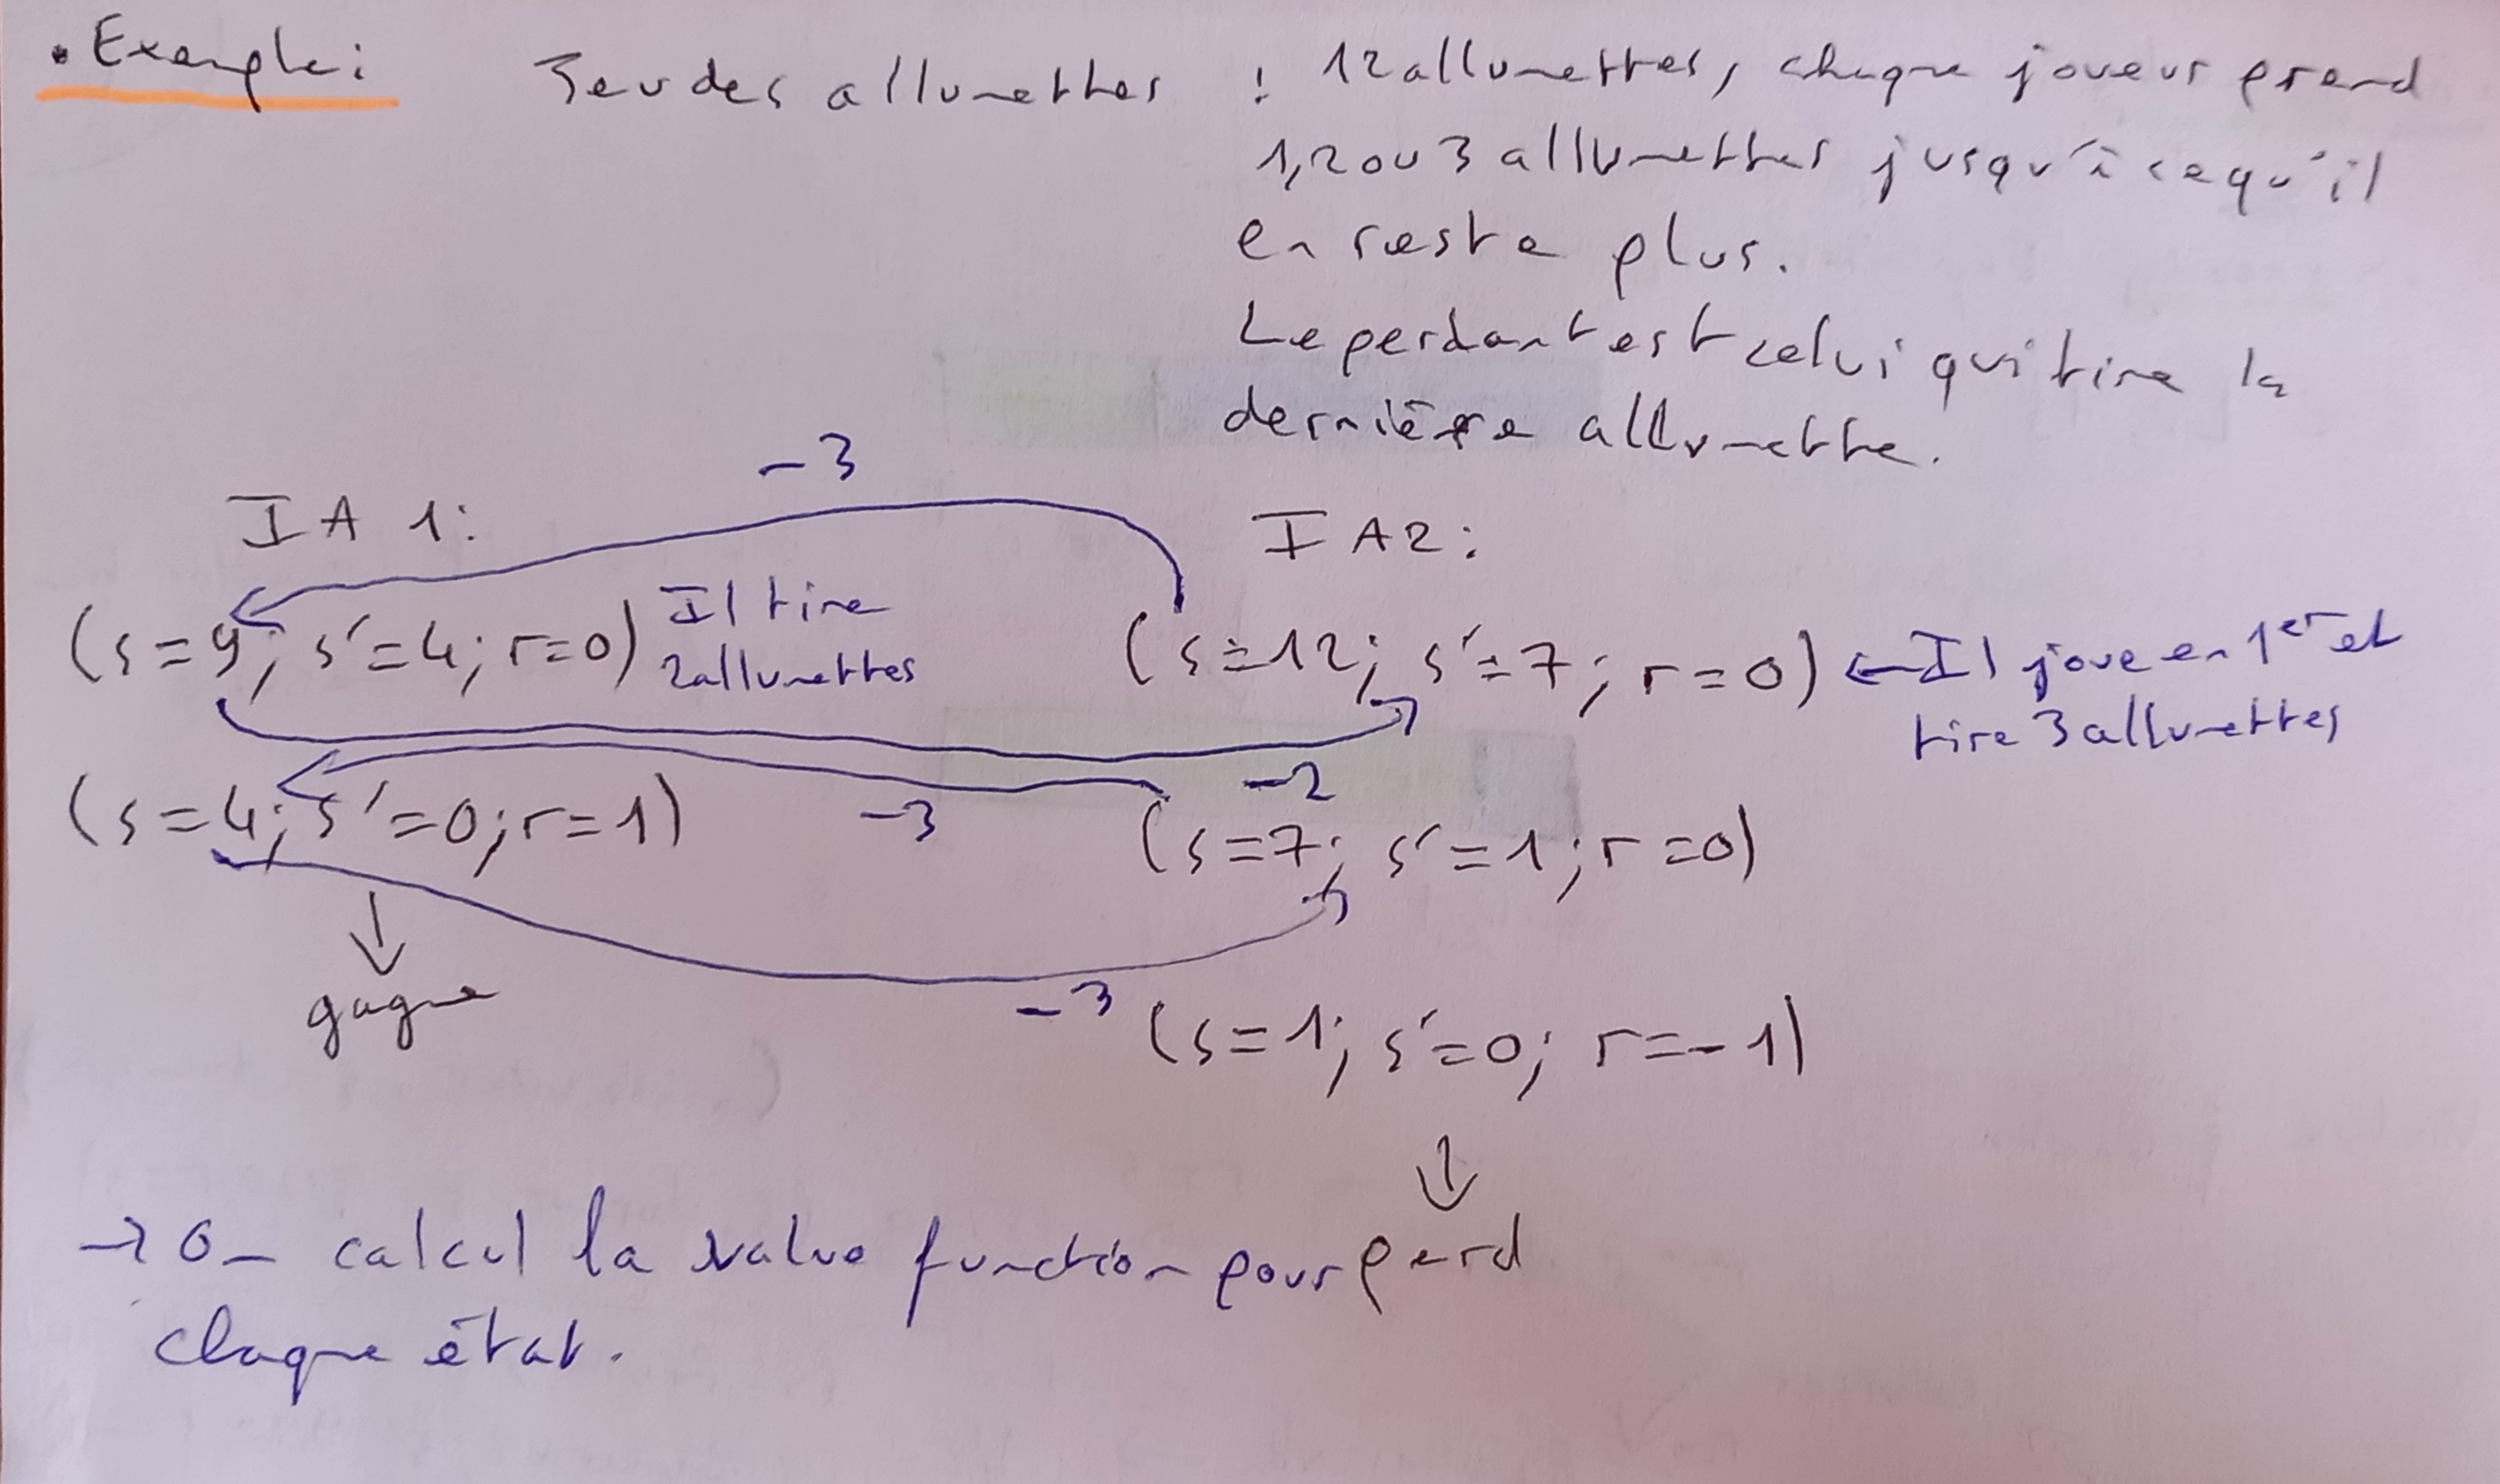 • Exemple : Jeu des allumettes : 12 allumettes, chaque joueur prend
1, 2 ou 3 allumettes jusqu'à ce qu'il
en reste plus.
Le perdant est celui qui tire la
dernière allumette.
-3
IA 1 : IA 2 :
(s=9; s'=4; r=0) Il tire
2 allumettes
(s=12; s'=7; r=0) ← Il joue en 1er et
tire 3 allumettes
-2
(s=4; s'=0; r=1) -3 (s=7; s'=1; r=0)
↓
gagne
-3 (s=1; s'=0; r=-1)
↓
perd
→ On calcul la value function pour
chaque état.